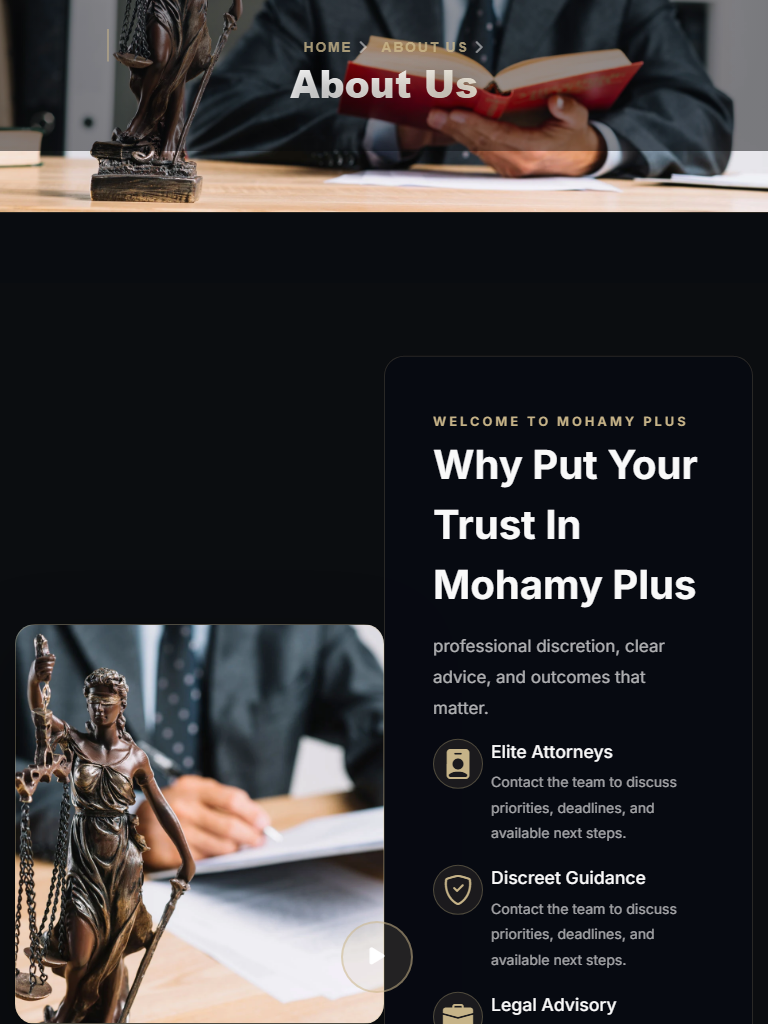 HOME ABOUT US
About Us
WELCOME TO MOHAMY PLUS
Why Put Your
Trust In
Mohamy Plus
professional discretion, clear
advice, and outcomes that
matter.
Elite Attorneys
Contact the team to discuss
priorities, deadlines, and
available next steps.
Discreet Guidance
Contact the team to discuss
priorities, deadlines, and
available next steps.
Legal Advisory